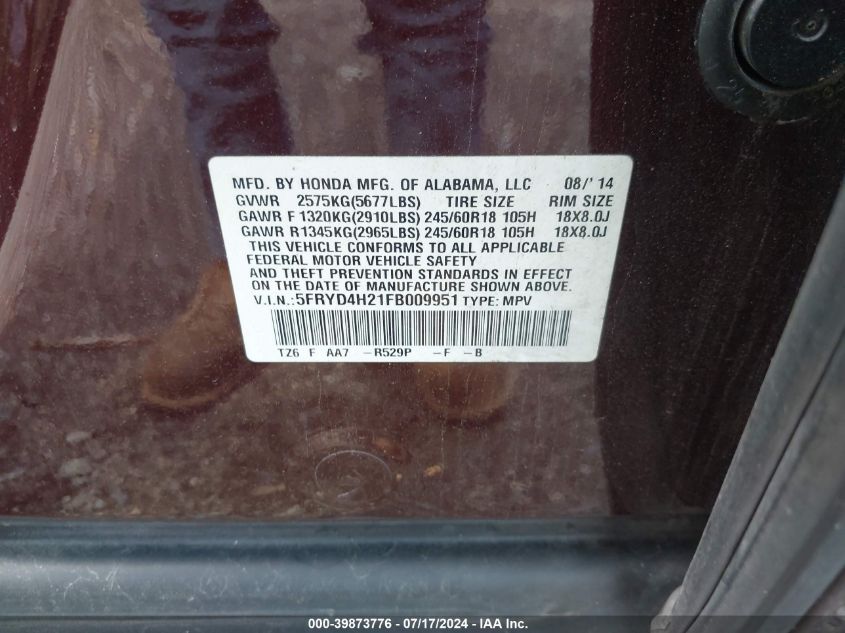 MFD. BY HONDA MFG. OF ALABAMA, LLC 08/' 14
GVWR 2575KG(5677LBS) TIRE SIZE RIM SIZE
GAWR F 1320KG(2910LBS) 245/60R18 105H 18X8.0J
GAWR R1345KG(2965LBS) 245/60R18 105H 18X8.0J
THIS VEHICLE CONFORMS TO ALL APPLICABLE
FEDERAL MOTOR VEHICLE SAFETY
AND THEFT PREVENTION STANDARDS IN EFFECT
ON THE DATE OF MANUFACTURE SHOWN ABOVE.
V.I.N.:5FRYD4H21FB009951 TYPE: MPV
TZ6 F AA7 -R529P -F -B
000-39873776 - 07/17/2024 - IAA Inc.